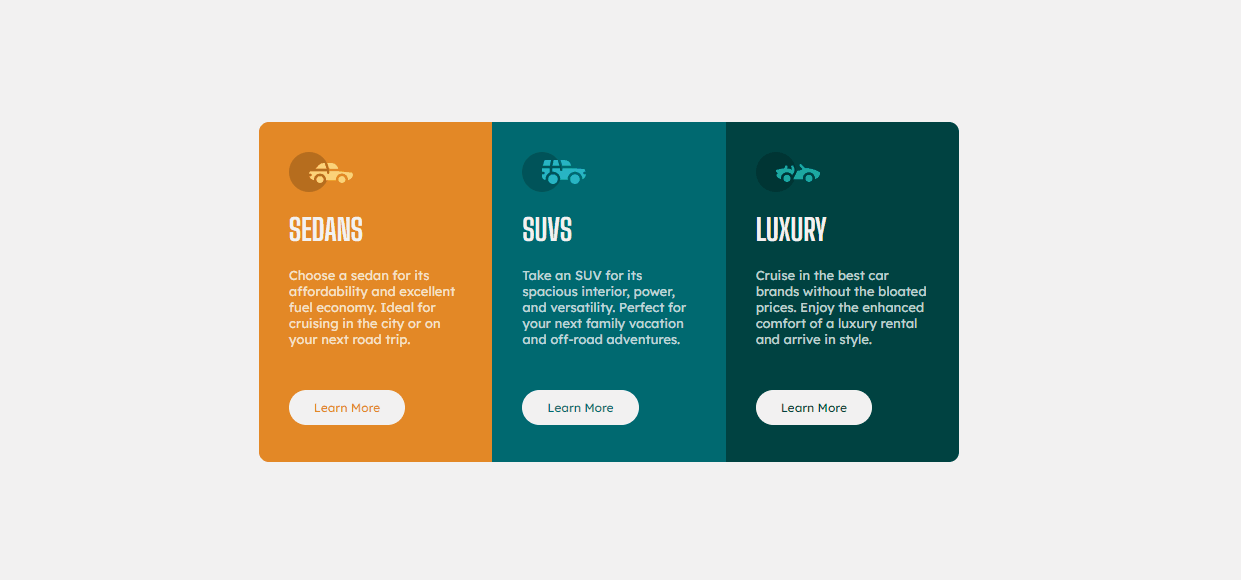 SEDANS
Choose a sedan for its
affordability and excellent
fuel economy. Ideal for
cruising in the city or on
your next road trip.
Learn More
SUVS
Take an SUV for its
spacious interior, power,
and versatility. Perfect for
your next family vacation
and off-road adventures.
Learn More
LUXURY
Cruise in the best car
brands without the bloated
prices. Enjoy the enhanced
comfort of a luxury rental
and arrive in style.
Learn More